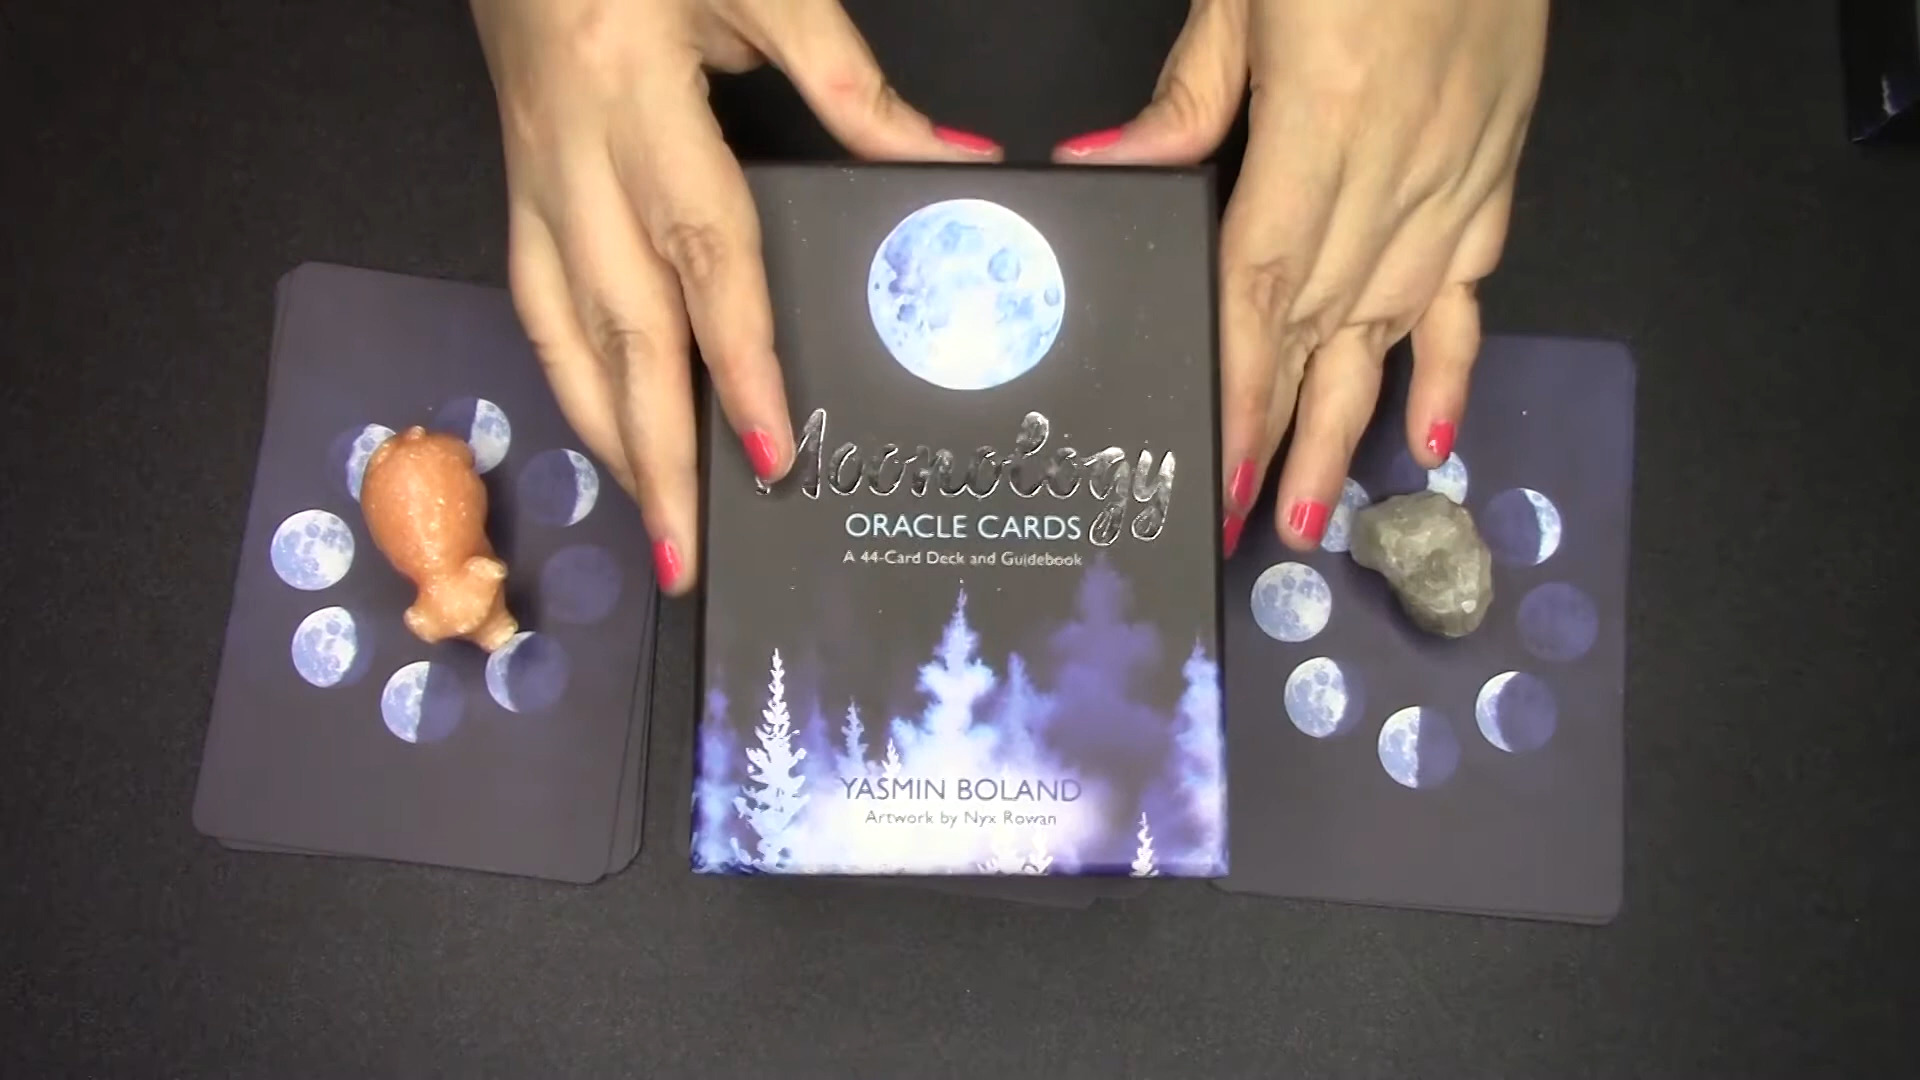 Moonology
ORACLE CARDS
A 44-Card Deck and Guidebook
YASMIN BOLAND
Artwork by Nyx Rowan